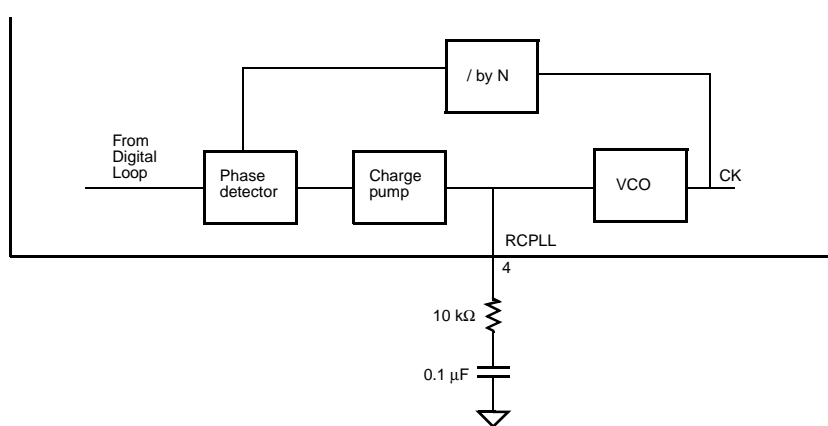 / by N
From
Digital
Loop
Phase
detector
Charge
pump
VCO
CK
RCPLL
4
10 kΩ
0.1 µF